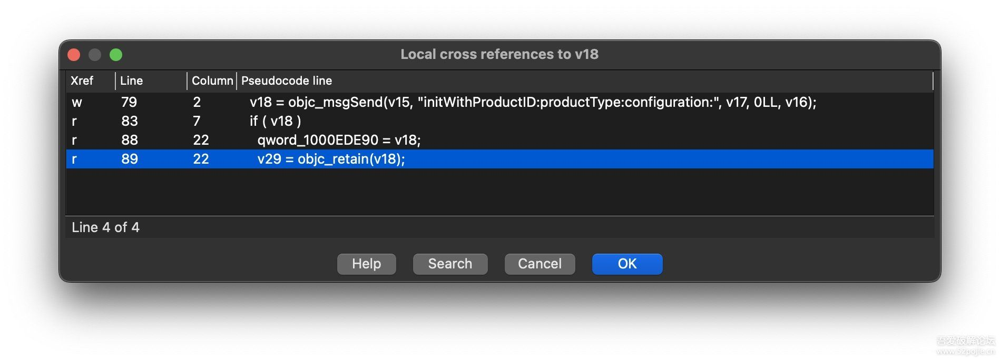 Local cross references to v18
Xref Line Column Pseudocode line
w 79 2 v18 = objc_msgSend(v15, "initWithProductID:productType:configuration:", v17, 0LL, v16);
r 83 7 if ( v18 )
r 88 22 qword_1000EDE90 = v18;
r 89 22 v29 = objc_retain(v18);
Line 4 of 4
Help Search Cancel OK
吾爱破解论坛
www.52pojie.cn